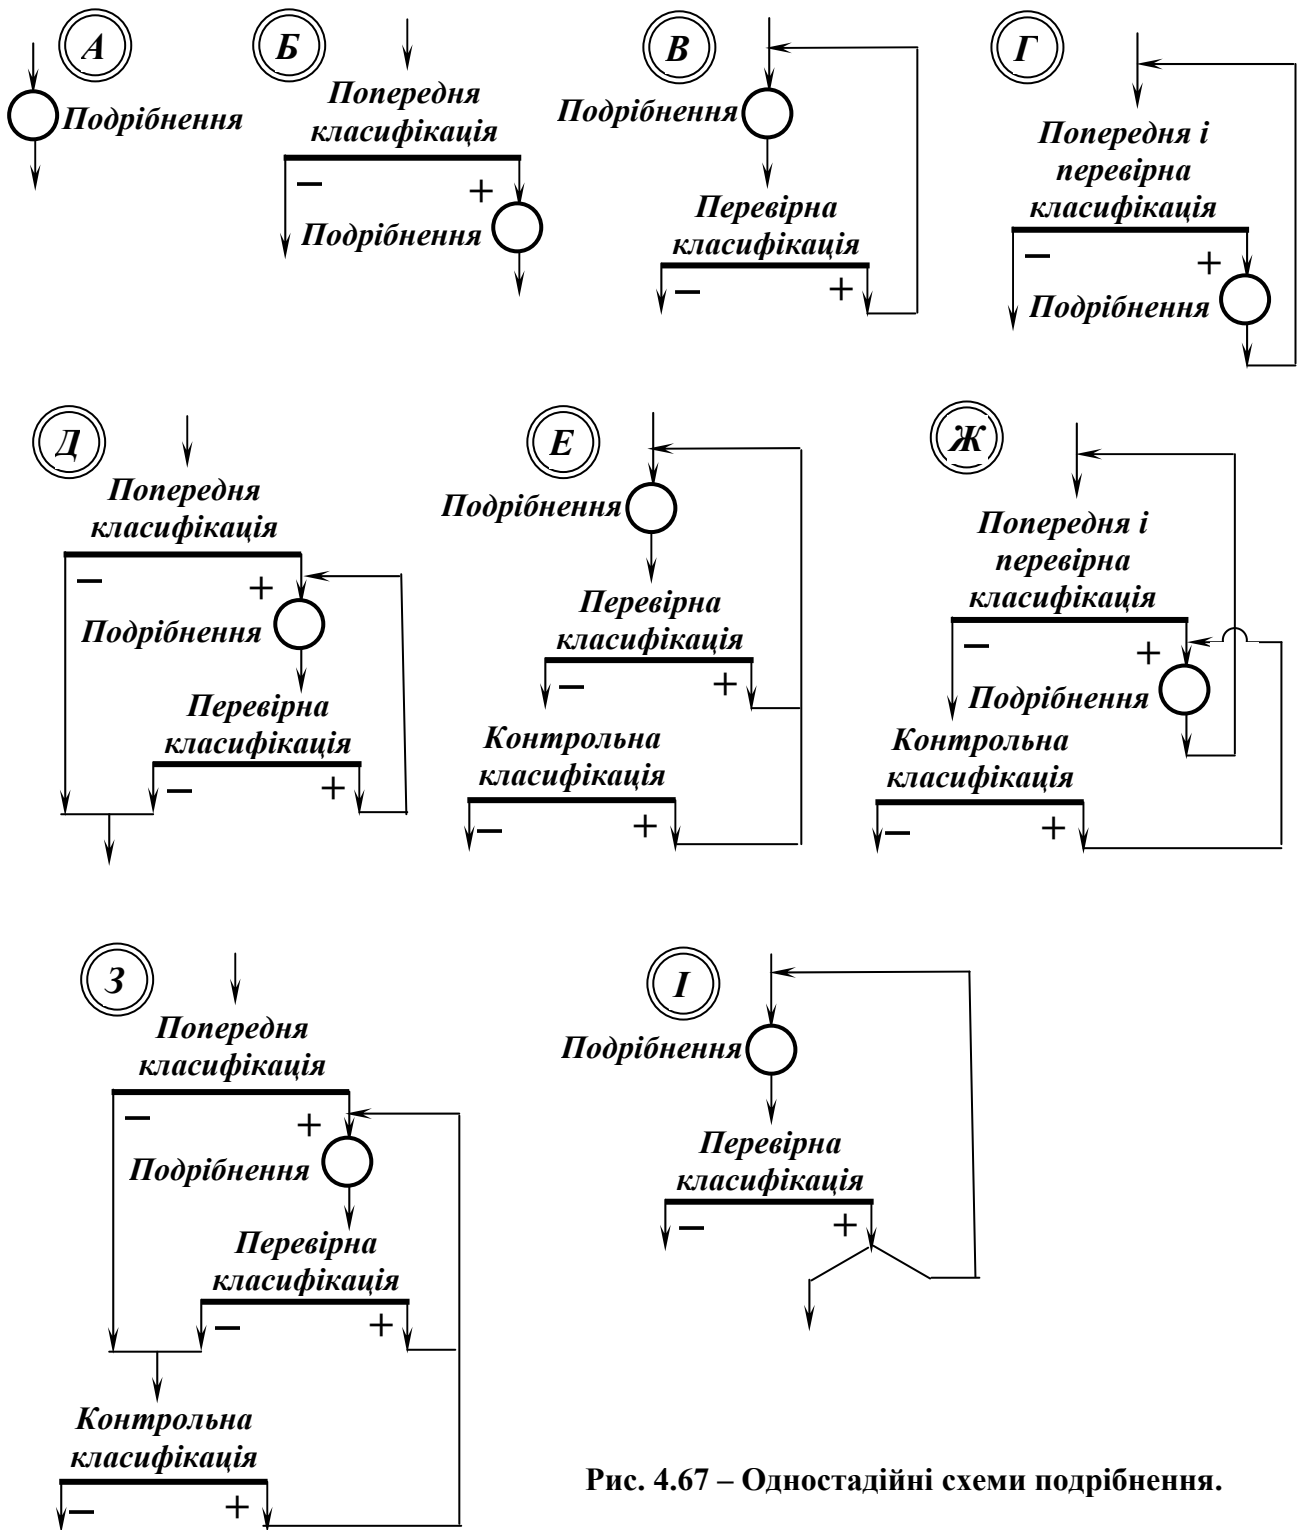 А
Подрібнення
Б
Попередня
класифікація
−
+
Подрібнення
В
Подрібнення
Перевірна
класифікація
−
+
Г
Попередня і
перевірна
класифікація
−
+
Подрібнення
Д
Попередня
класифікація
−
+
Подрібнення
Перевірна
класифікація
−
+
Е
Подрібнення
Перевірна
класифікація
−
+
Контрольна
класифікація
−
+
Ж
Попередня і
перевірна
класифікація
−
+
Подрібнення
Контрольна
класифікація
−
+
З
Попередня
класифікація
−
+
Подрібнення
Перевірна
класифікація
−
+
Контрольна
класифікація
−
+
І
Подрібнення
Перевірна
класифікація
−
+
Рис. 4.67 – Одностадійні схеми подрібнення.